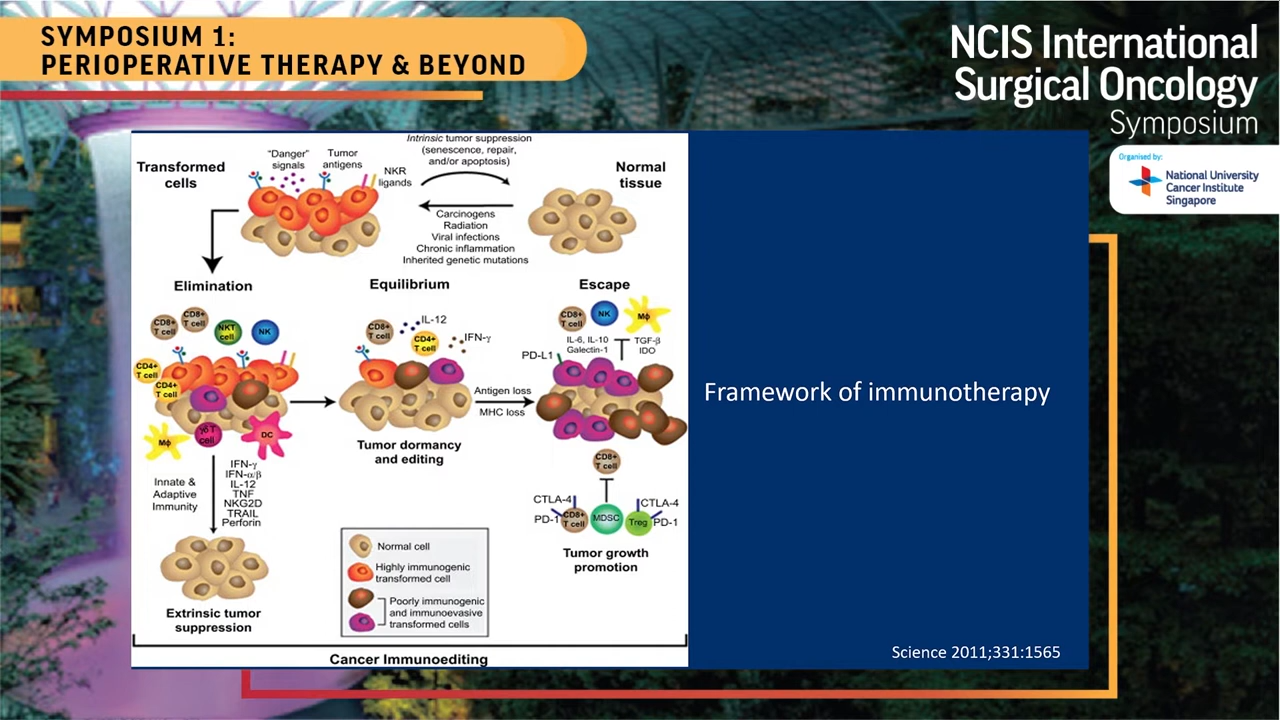 SYMPOSIUM 1:
PERIOPERATIVE THERAPY & BEYOND
NCIS International
Surgical Oncology
Symposium
Organised by:
National University
Cancer Institute
Singapore
Transformed
cells
"Danger"
signals
Tumor
antigens
NKR
ligands
Intrinsic tumor suppression
(senescence, repair,
and/or apoptosis)
Normal
tissue
Carcinogens
Radiation
Viral infections
Chronic inflammation
Inherited genetic mutations
Elimination
Equilibrium
Escape
CD8+
T cell
CD8+
T cell
NKT
cell
NK
CD4+
T cell
CD4+
T cell
Mϕ
γδ T
cell
DC
CD8+
T cell
IL-12
CD4+
T cell
IFN-γ
CD8+
T cell
NK
Mϕ
IL-6, IL-10
Galectin-1
TGF-β
IDO
PD-L1
Antigen loss
MHC loss
Tumor dormancy
and editing
Innate &
Adaptive
Immunity
IFN-γ
IFN-α/β
IL-12
TNF
NKG2D
TRAIL
Perforin
CD8+
T cell
CTLA-4
PD-1
CD8+
T cell
MDSC
Treg
CTLA-4
PD-1
Tumor growth
promotion
Extrinsic tumor
suppression
Normal cell
Highly immunogenic
transformed cell
Poorly immunogenic
and immunoevasive
transformed cells
Cancer Immunoediting
Framework of immunotherapy
Science 2011;331:1565